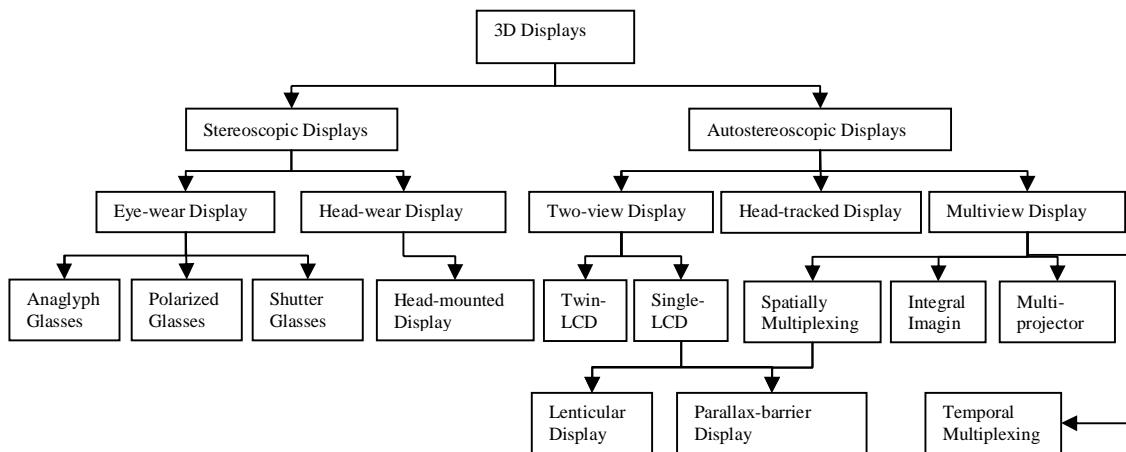 3D Displays
Stereoscopic Displays
Autostereoscopic Displays
Eye-wear Display
Head-wear Display
Two-view Display
Head-tracked Display
Multiview Display
Anaglyph
Glasses
Polarized
Glasses
Shutter
Glasses
Head-mounted
Display
Twin-
LCD
Single-
LCD
Spatially
Multiplexing
Integral
Imagin
Multi-
projector
Lenticular
Display
Parallax-barrier
Display
Temporal
Multiplexing